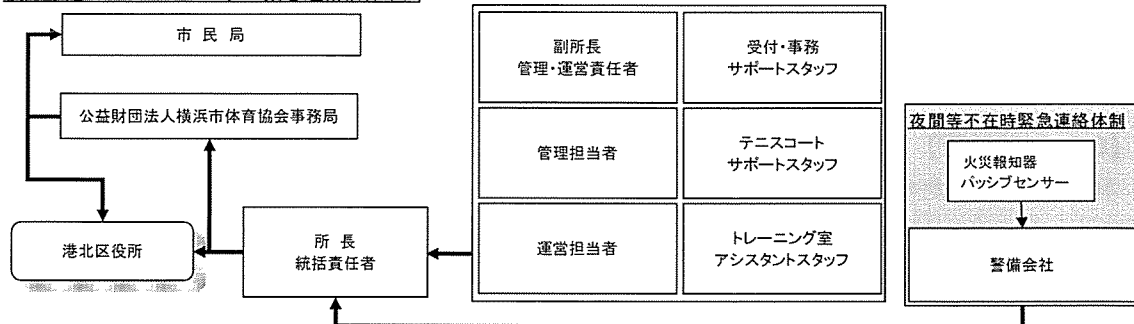 市 民 局
公益財団法人横浜市体育協会事務局
港北区役所
所 長
統括責任者
副所長
管理・運営責任者
受付・事務
サポートスタッフ
管理担当者
テニスコート
サポートスタッフ
運営担当者
トレーニング室
アシスタントスタッフ
夜間等不在時緊急連絡体制
火災報知器
パッシブセンサー
警備会社